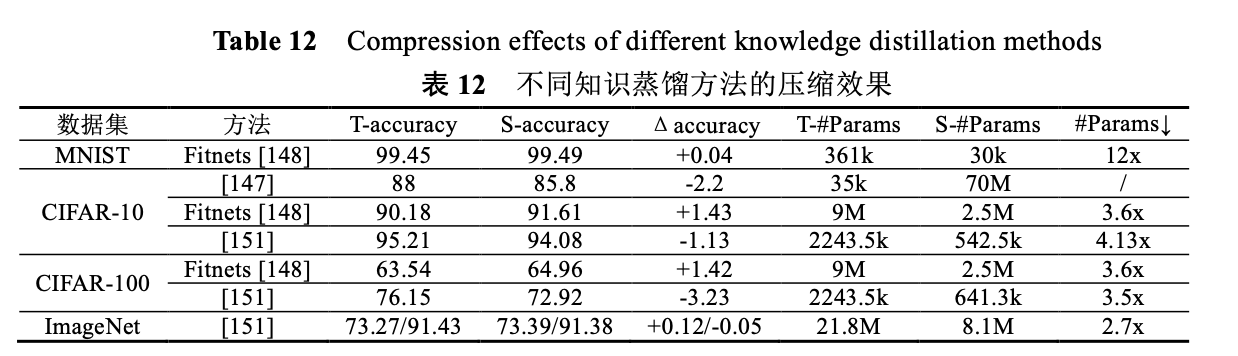 Table 12 Compression effects of different knowledge distillation methods
表 12 不同知识蒸馏方法的压缩效果
数据集 方法 T-accuracy S-accuracy Δ accuracy T-#Params S-#Params #Params↓
MNIST Fitnets [148] 99.45 99.49 +0.04 361k 30k 12x
CIFAR-10 [147] 88 85.8 -2.2 35k 70M /
Fitnets [148] 90.18 91.61 +1.43 9M 2.5M 3.6x
[151] 95.21 94.08 -1.13 2243.5k 542.5k 4.13x
CIFAR-100 Fitnets [148] 63.54 64.96 +1.42 9M 2.5M 3.6x
[151] 76.15 72.92 -3.23 2243.5k 641.3k 3.5x
ImageNet [151] 73.27/91.43 73.39/91.38 +0.12/-0.05 21.8M 8.1M 2.7x